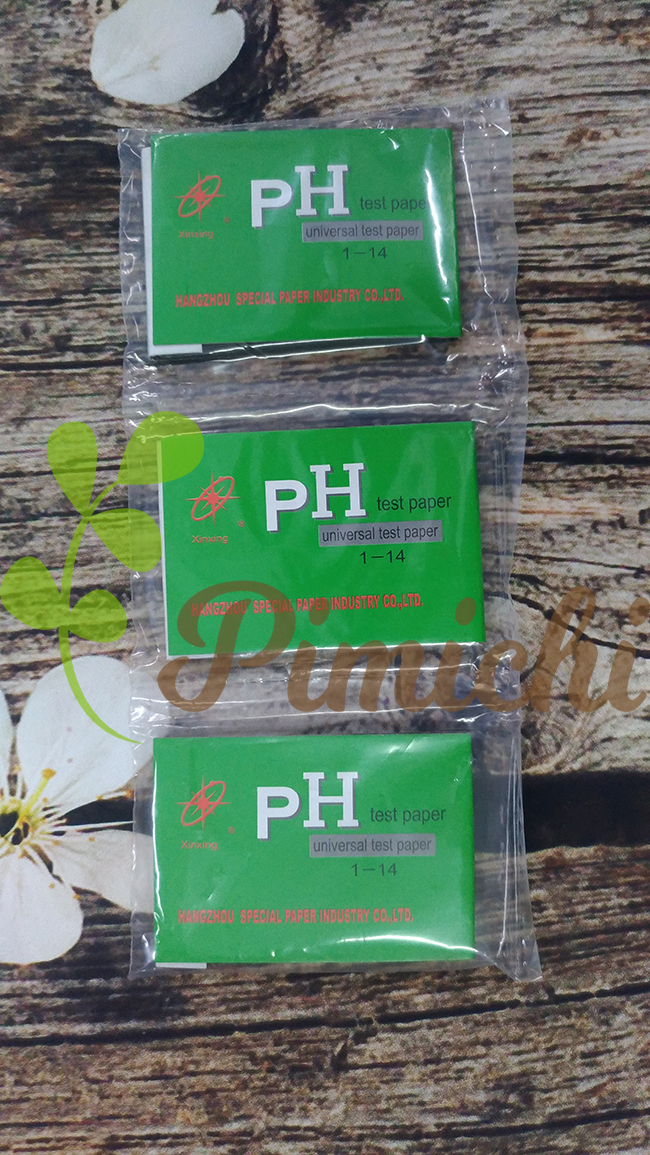 pH test paper
Xinxing ®
universal test paper
1－14
HANGZHOU SPECIAL PAPER INDUSTRY CO.,LTD.
pH test paper
Xinxing ®
universal test paper
1－14
HANGZHOU SPECIAL PAPER INDUSTRY CO.,LTD.
Pimichi
pH test paper
Xinxing ®
universal test paper
1－14
HANGZHOU SPECIAL PAPER INDUSTRY CO.,LTD.